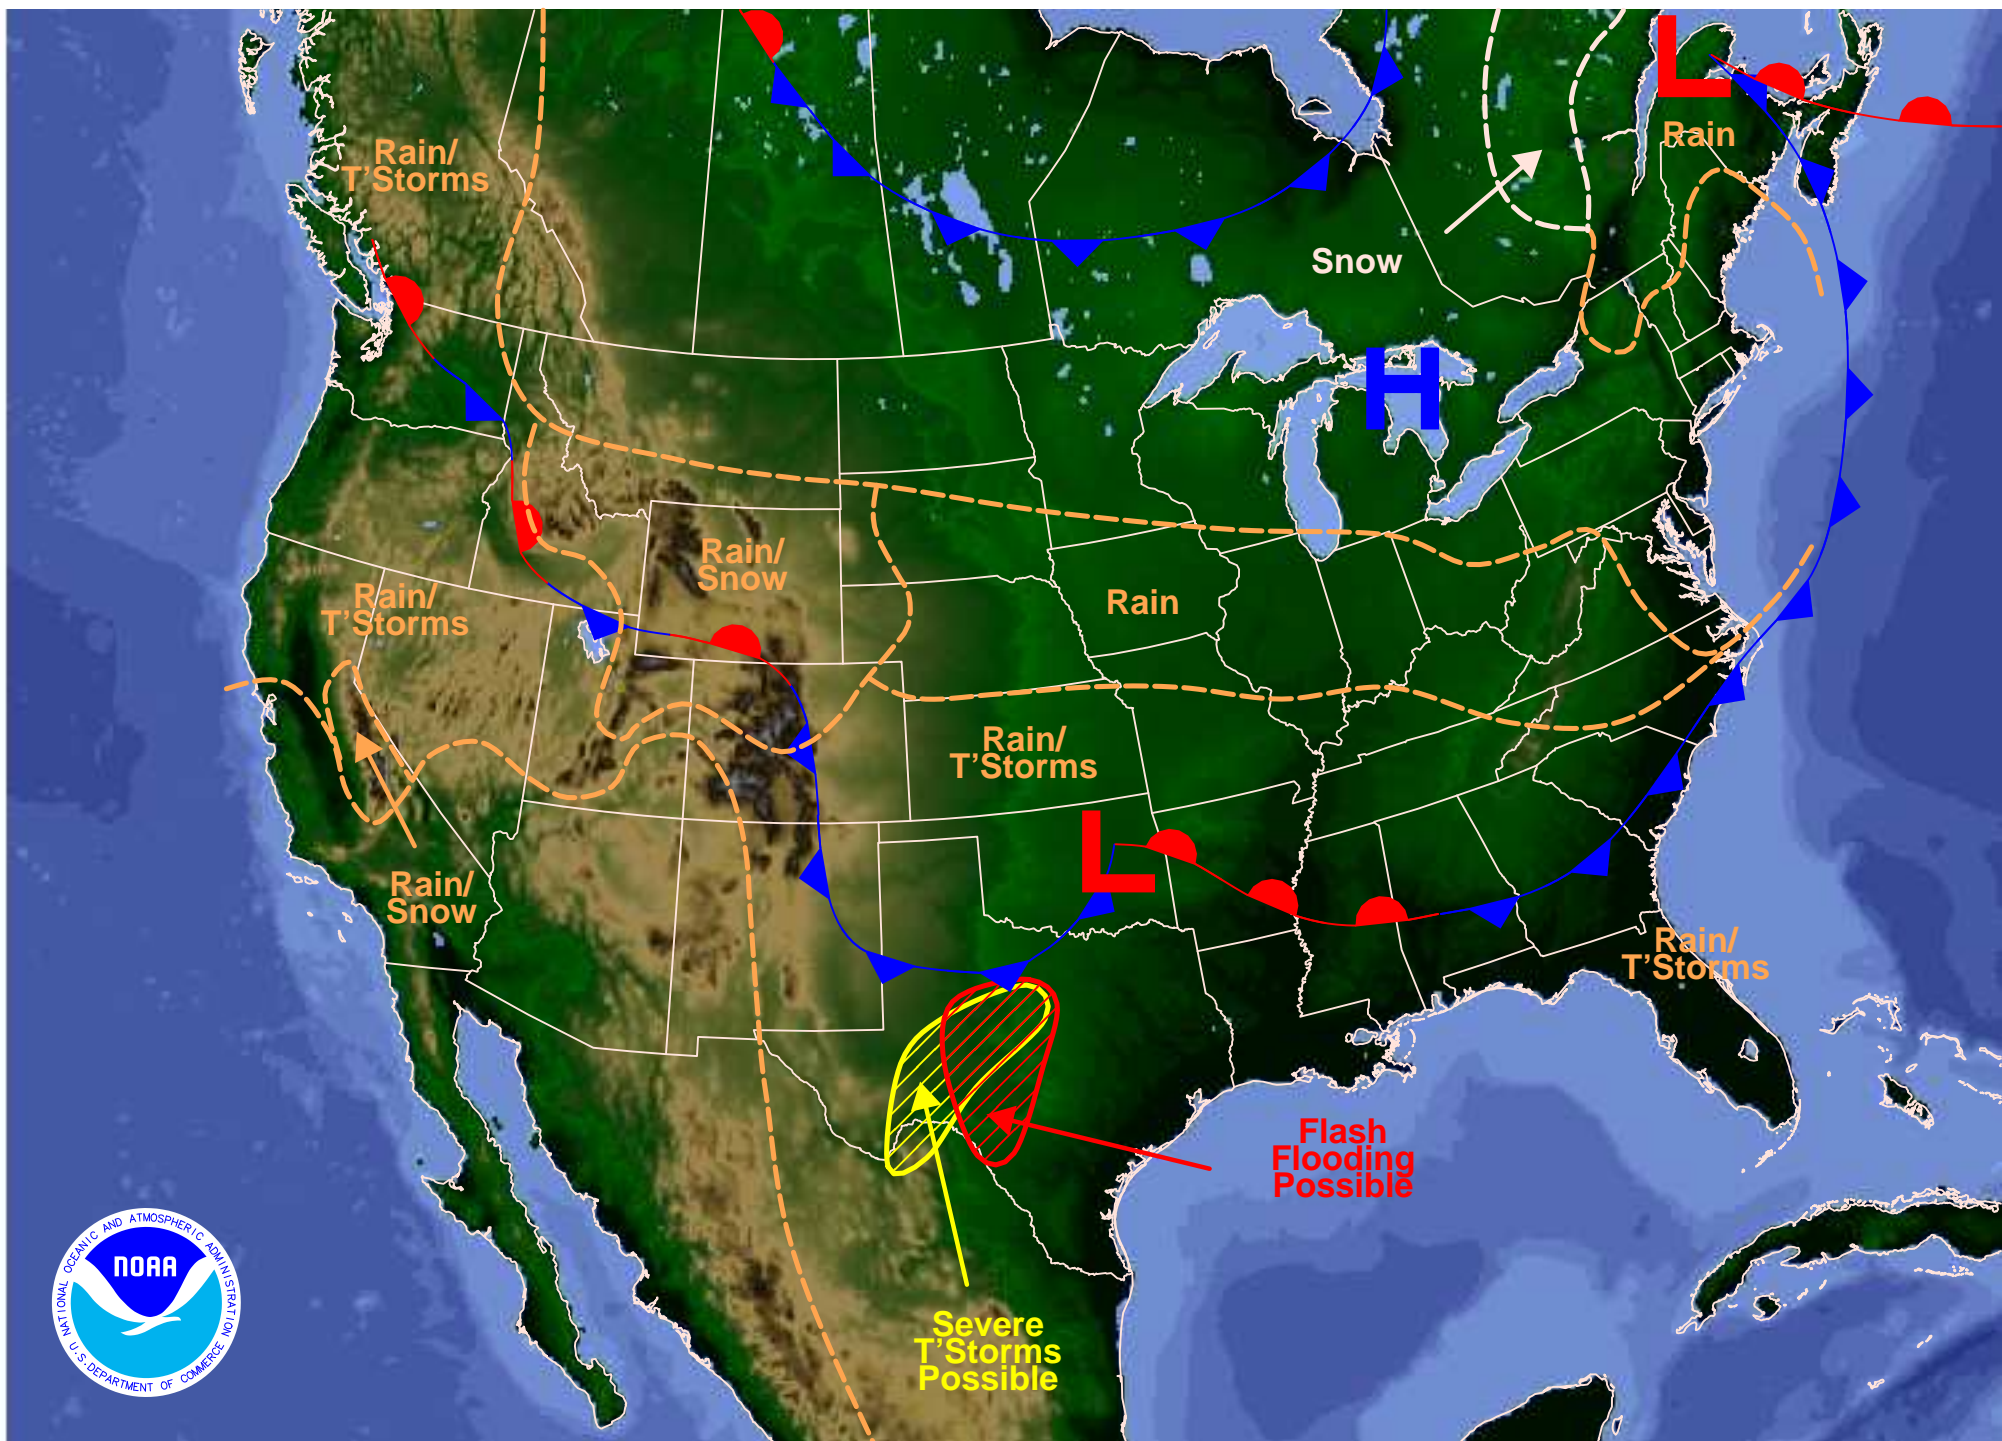 L
Rain
Rain/
T'Storms
Snow
H
Rain/
Snow
Rain/
T'Storms
Rain
Rain/
T'Storms
L
Rain/
Snow
Rain/
T'Storms
Flash
Flooding
Possible
Severe
T'Storms
Possible
NATIONAL OCEANIC AND ATMOSPHERIC ADMINISTRATION
NOAA
U.S. DEPARTMENT OF COMMERCE